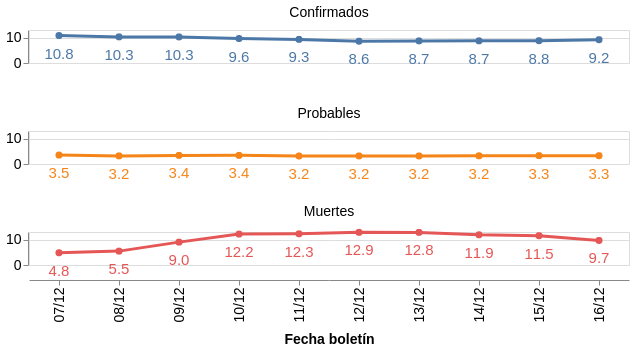 Confirmados
10
0
10.8 10.3 10.3 9.6 9.3 8.6 8.7 8.7 8.8 9.2
Probables
10
0
3.5 3.2 3.4 3.4 3.2 3.2 3.2 3.2 3.3 3.3
Muertes
10
0
4.8 5.5 9.0 12.2 12.3 12.9 12.8 11.9 11.5 9.7
07/12 08/12 09/12 10/12 11/12 12/12 13/12 14/12 15/12 16/12
Fecha boletín